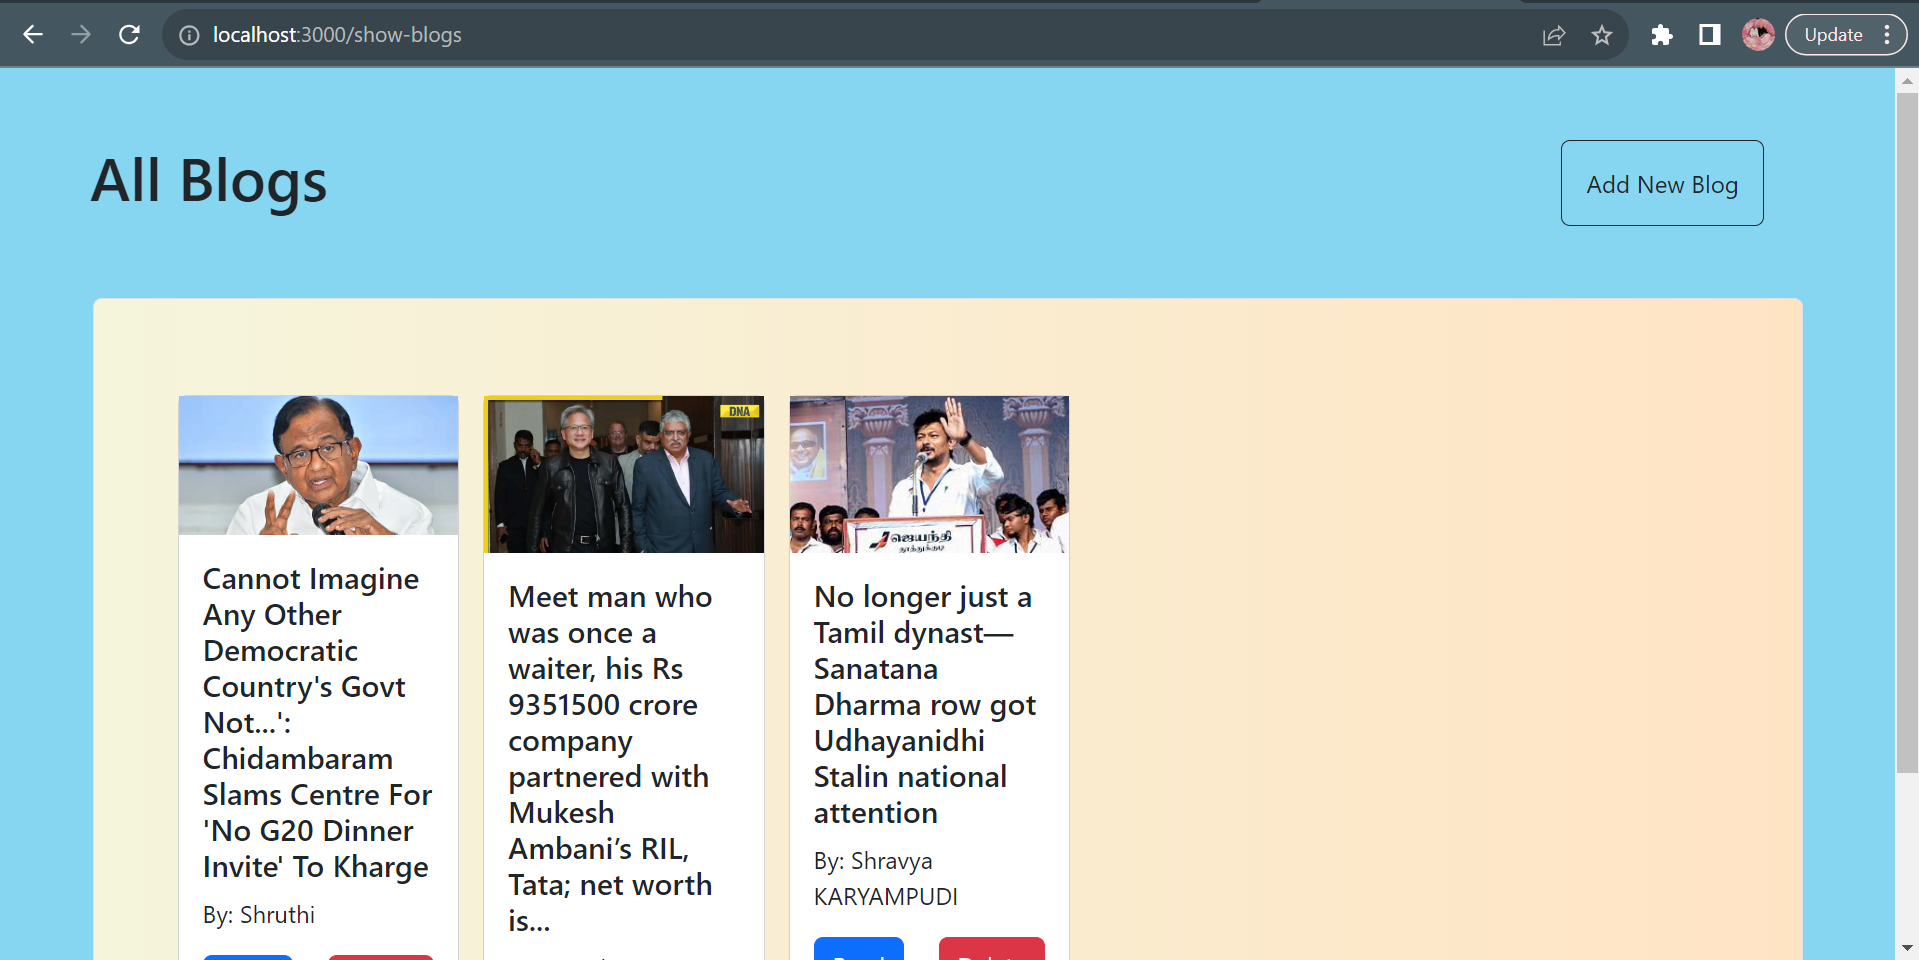 localhost:3000/show-blogs
Update
All Blogs
Add New Blog
DNA
ஜெயந்தி
தூத்துக்குடி
Cannot Imagine
Any Other
Democratic
Country's Govt
Not...':
Chidambaram
Slams Centre For
'No G20 Dinner
Invite' To Kharge
By: Shruthi
Meet man who
was once a
waiter, his Rs
9351500 crore
company
partnered with
Mukesh
Ambani’s RIL,
Tata; net worth
is...
No longer just a
Tamil dynast—
Sanatana
Dharma row got
Udhayanidhi
Stalin national
attention
By: Shravya
KARYAMPUDI